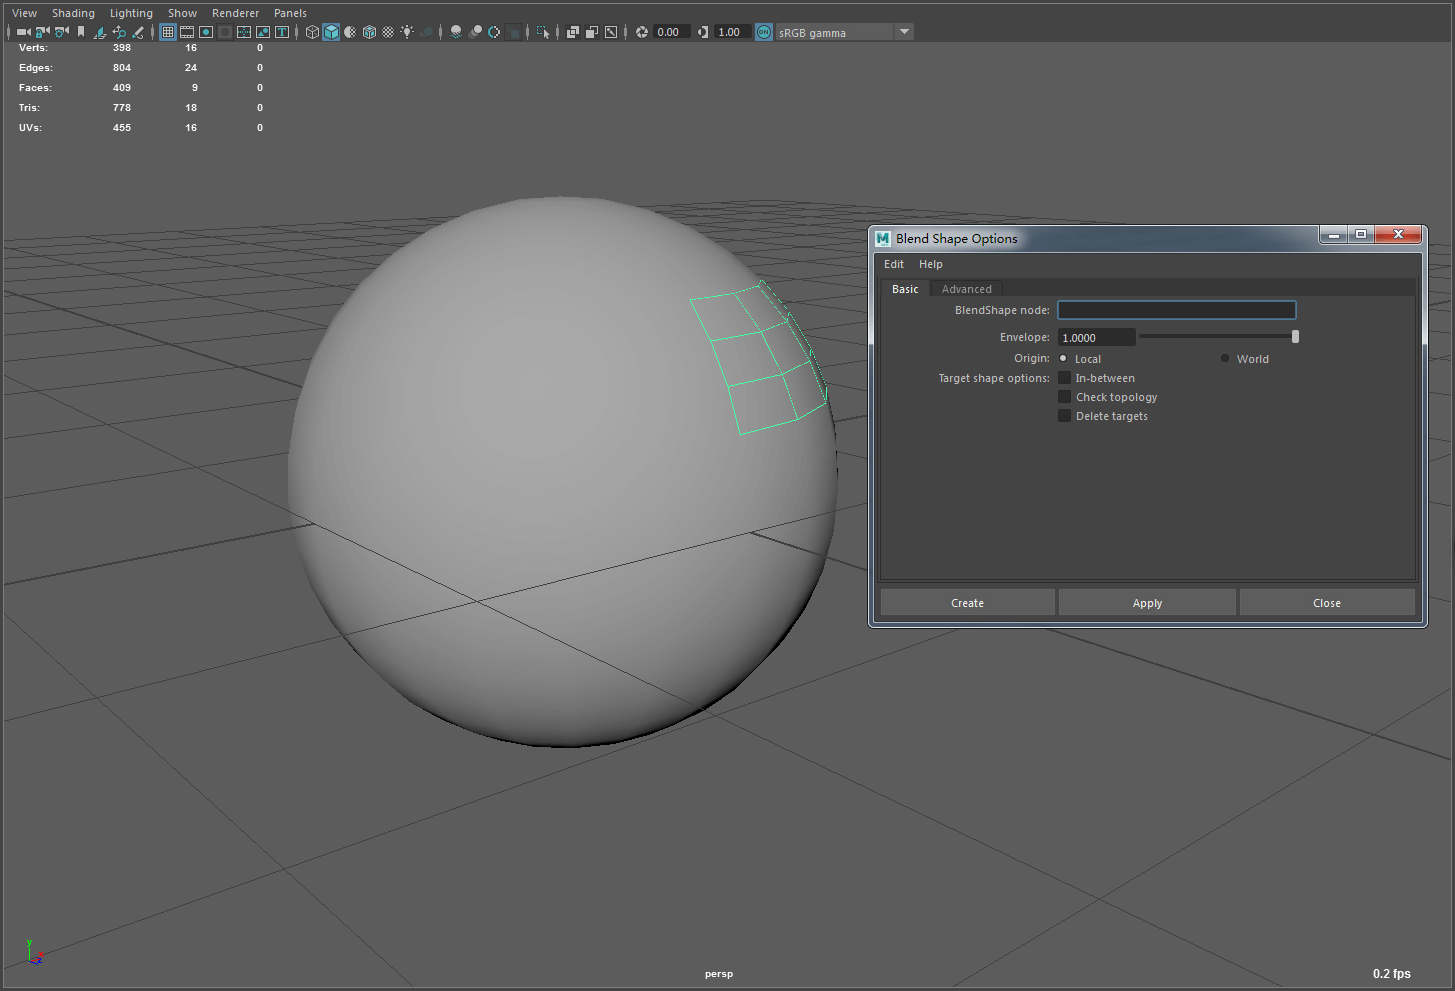 View Shading Lighting Show Renderer Panels
0.00 1.00 ON sRGB gamma
Verts: 398 16 0
Edges: 804 24 0
Faces: 409 9 0
Tris: 778 18 0
UVs: 455 16 0
M Blend Shape Options
Edit Help
Basic Advanced
BlendShape node:
Envelope: 1.0000
Origin: Local World
Target shape options: In-between
Check topology
Delete targets
Create Apply Close
y
z
persp
0.2 fps